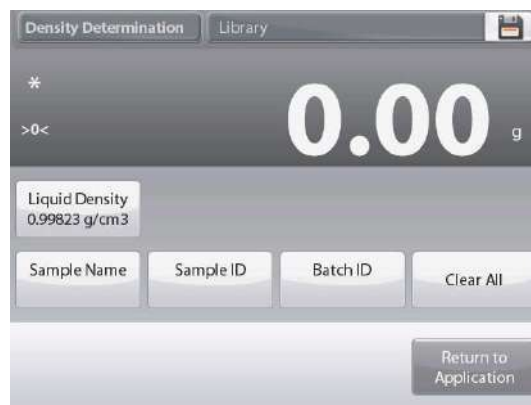 Density Determination Library
*
>0<
0.00 g
Liquid Density
0.99823 g/cm3
Sample Name Sample ID Batch ID Clear All
Return to
Application